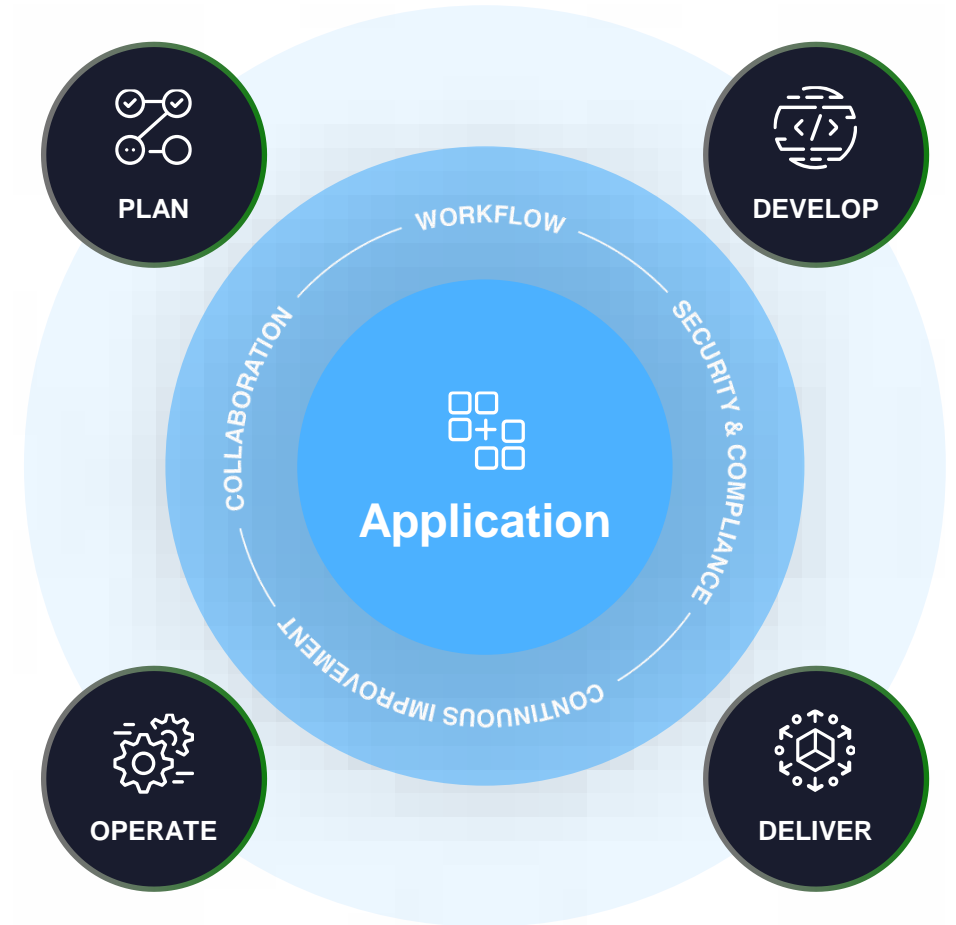 PLAN
DEVELOP
WORKFLOW
COLLABORATION
SECURITY & COMPLIANCE
Application
CONTINUOUS IMPROVEMENT
OPERATE
DELIVER